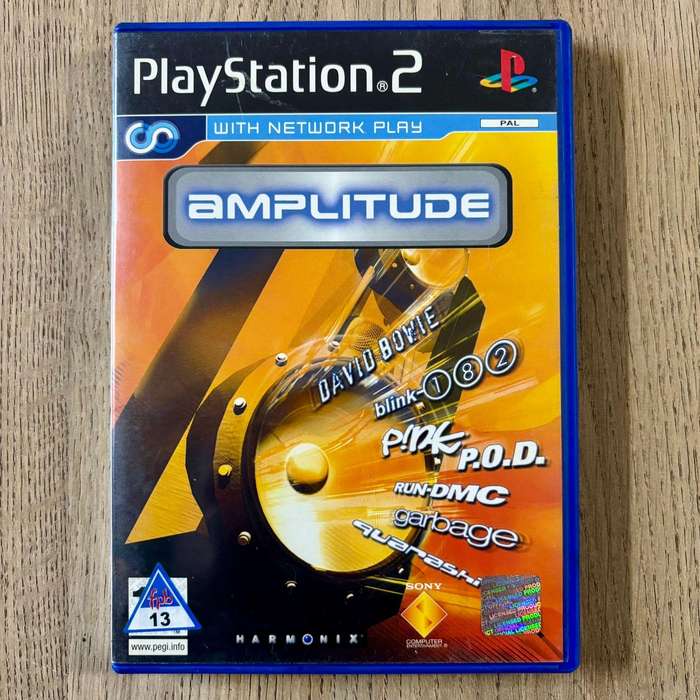 PlayStation®2
WITH NETWORK PLAY
PAL
AMPLITUDE
DAVID BOWIE
blink-182
P!NK
P.O.D.
RUN-DMC
garbage
quarashi
fpb
13
www.pegi.info
HARMONIX
SONY
COMPUTER
ENTERTAINMENT®